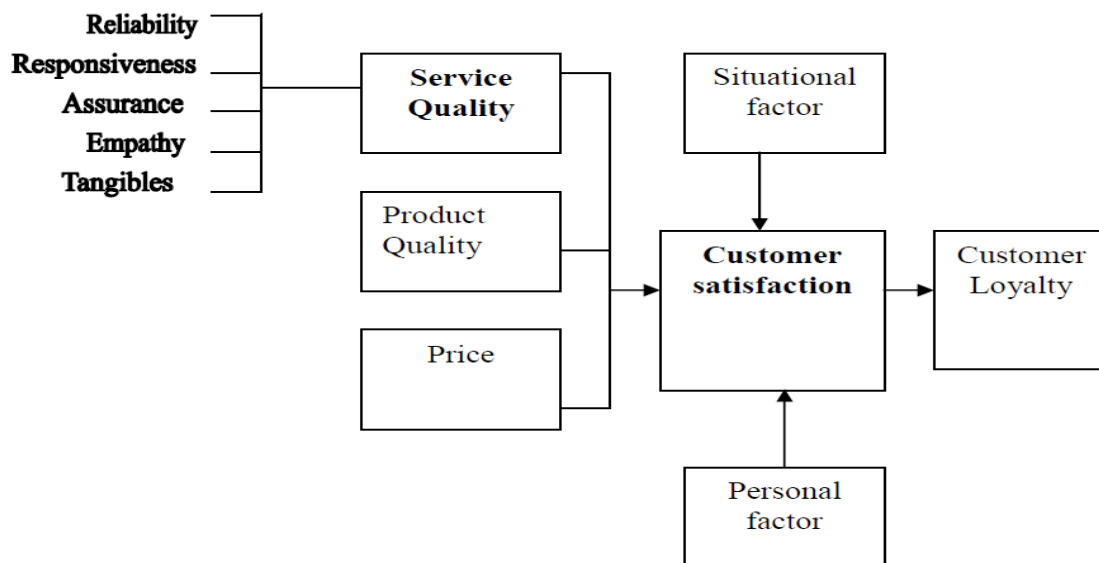 Reliability
Responsiveness
Assurance
Empathy
Tangibles
Service
Quality
Product
Quality
Price
Situational
factor
Customer
satisfaction
Customer
Loyalty
Personal
factor